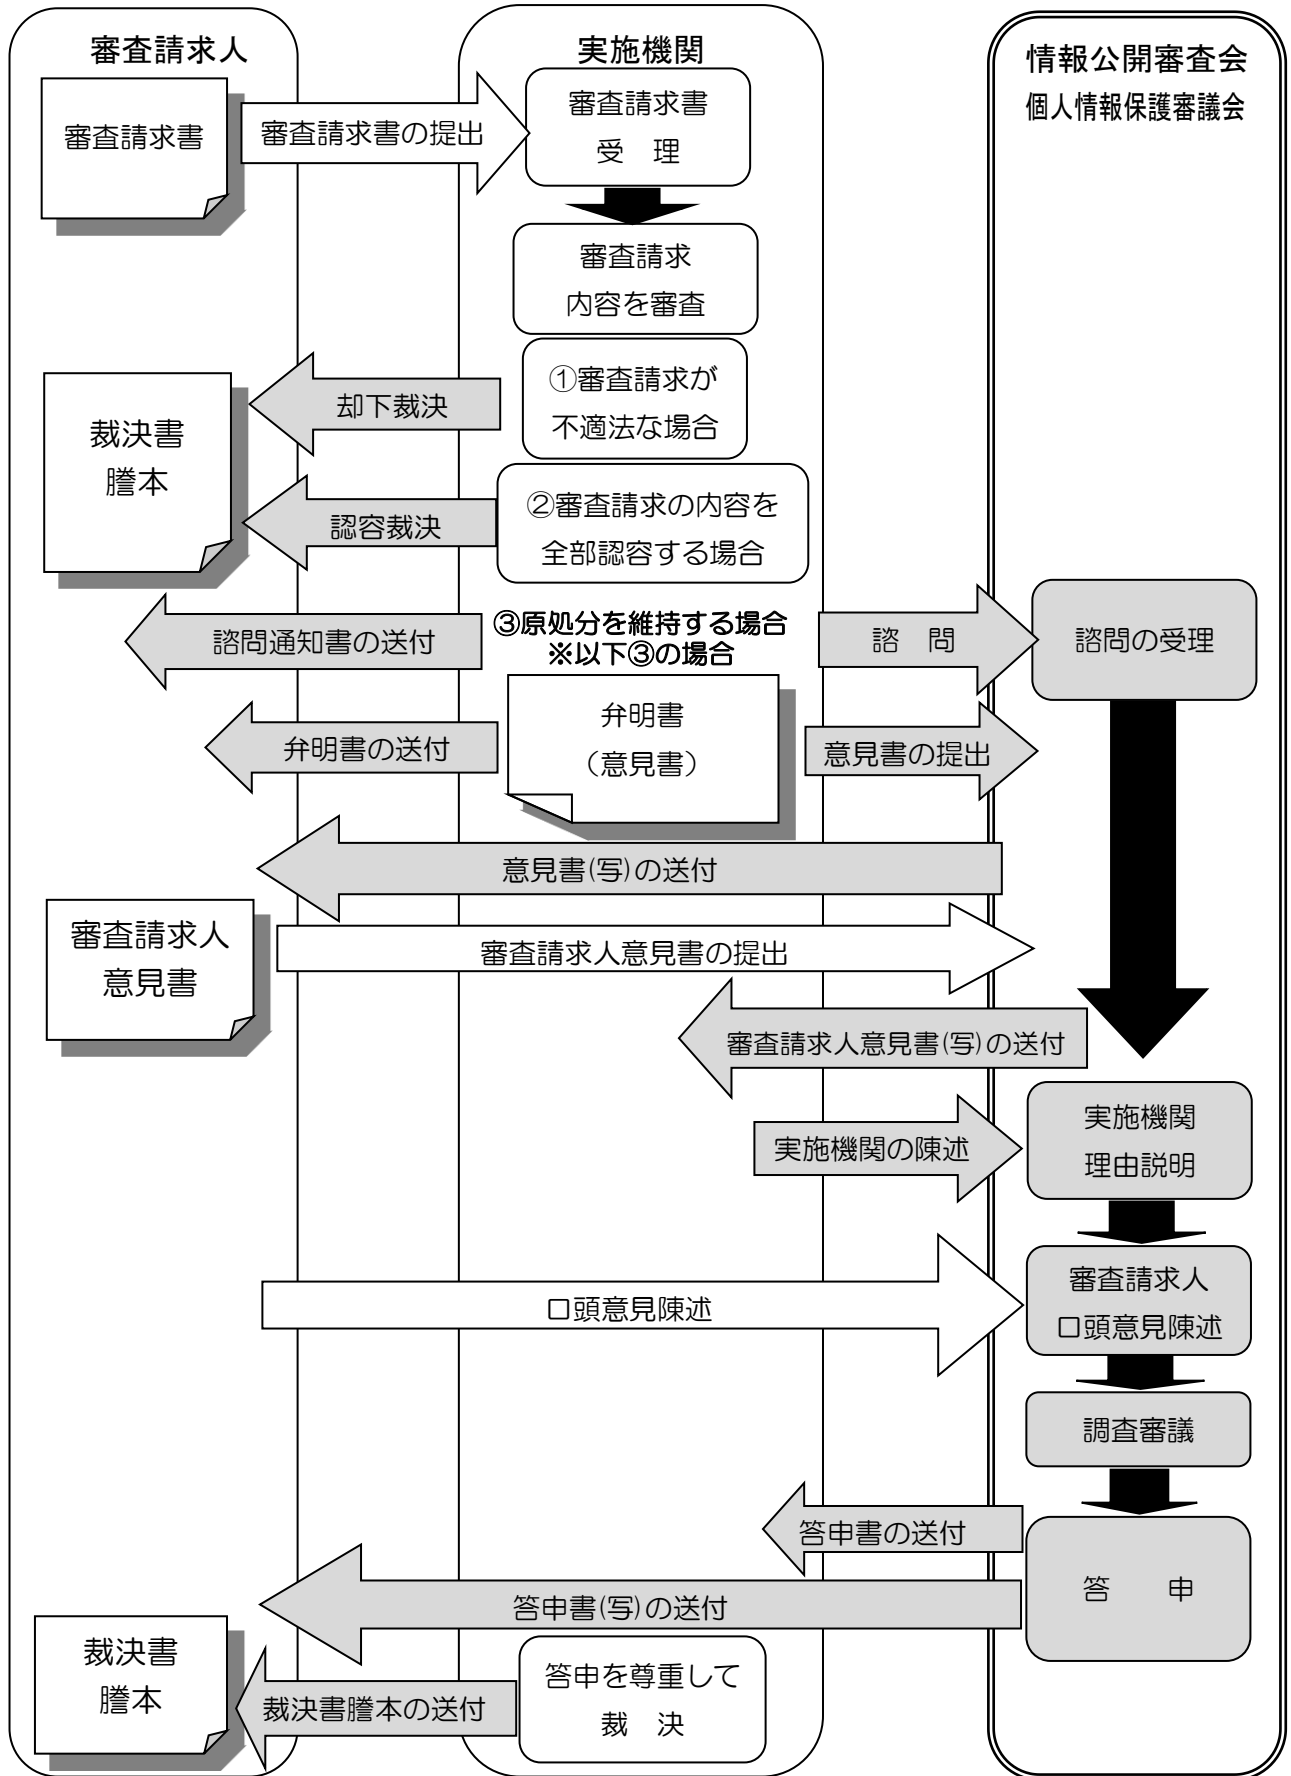 審査請求人
実施機関
情報公開審査会
個人情報保護審議会
審査請求書
審査請求書の提出
審査請求書
受　理
審査請求
内容を審査
①審査請求が
不適法な場合
却下裁決
裁決書
謄本
②審査請求の内容を
全部認容する場合
認容裁決
③原処分を維持する場合
※以下③の場合
諮問通知書の送付
諮　問
諮問の受理
弁明書
（意見書）
弁明書の送付
意見書の提出
意見書(写)の送付
審査請求人
意見書
審査請求人意見書の提出
審査請求人意見書(写)の送付
実施機関の陳述
実施機関
理由説明
口頭意見陳述
審査請求人
口頭意見陳述
調査審議
答申書の送付
答　申
答申書(写)の送付
答申を尊重して
裁　決
裁決書謄本の送付
裁決書
謄本